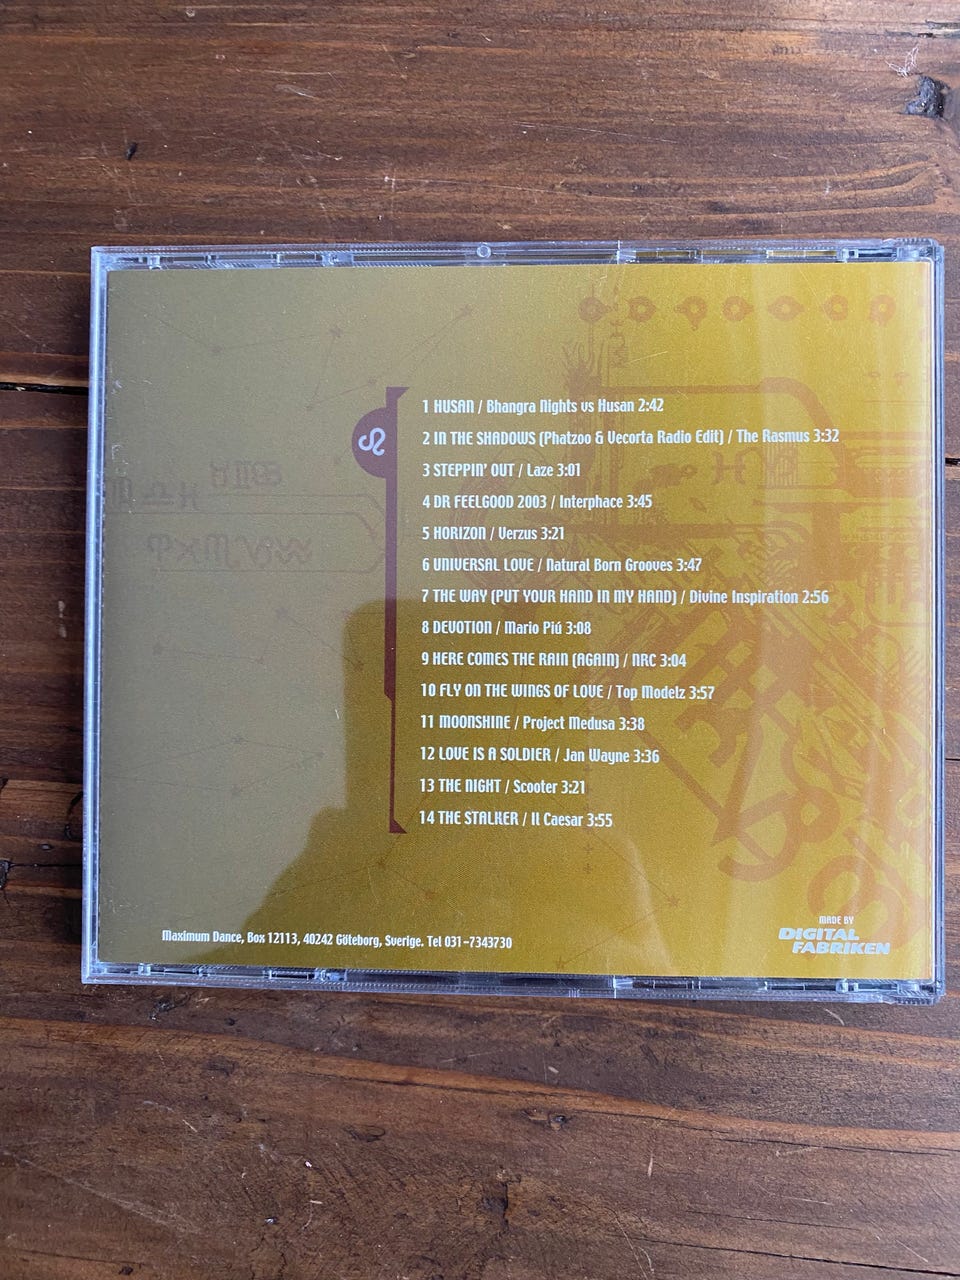 1 HUSAN / Bhangra Nights vs Husan 2:42
2 IN THE SHADOWS (Phatzoo & Vecorta Radio Edit) / The Rasmus 3:32
3 STEPPIN' OUT / Laze 3:01
4 DR FEELGOOD 2003 / Interphace 3:45
5 HORIZON / Verzus 3:21
6 UNIVERSAL LOVE / Natural Born Grooves 3:47
7 THE WAY (PUT YOUR HAND IN MY HAND) / Divine Inspiration 2:56
8 DEVOTION / Mario Piú 3:08
9 HERE COMES THE RAIN (AGAIN) / NRC 3:04
10 FLY ON THE WINGS OF LOVE / Top Modelz 3:57
11 MOONSHINE / Project Medusa 3:38
12 LOVE IS A SOLDIER / Jan Wayne 3:36
13 THE NIGHT / Scooter 3:21
14 THE STALKER / Il Caesar 3:55
Maximum Dance, Box 12113, 40242 Göteborg, Sverige. Tel 031-7343730
MADE BY
DIGITAL
FABRIKEN